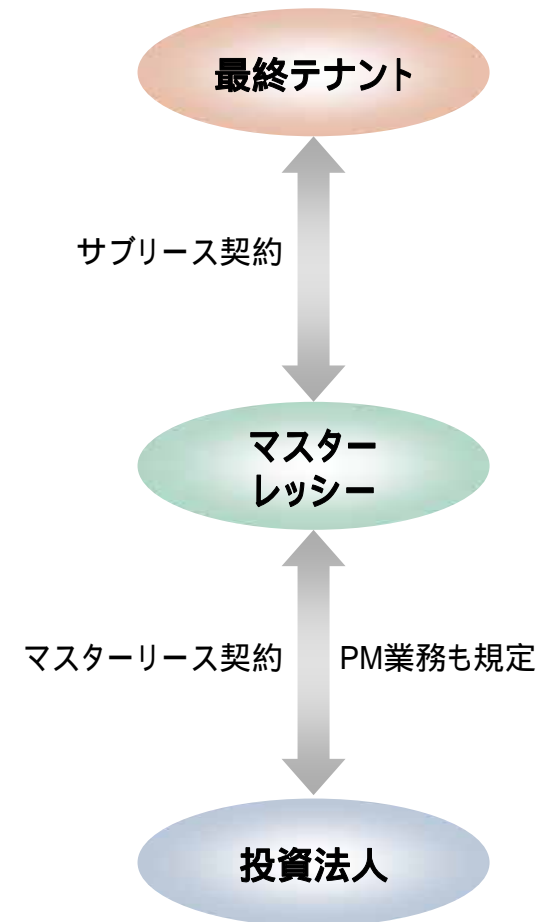 最終テナント
サブリース契約
マスター
レッシー
マスターリース契約
PM業務も規定
投資法人